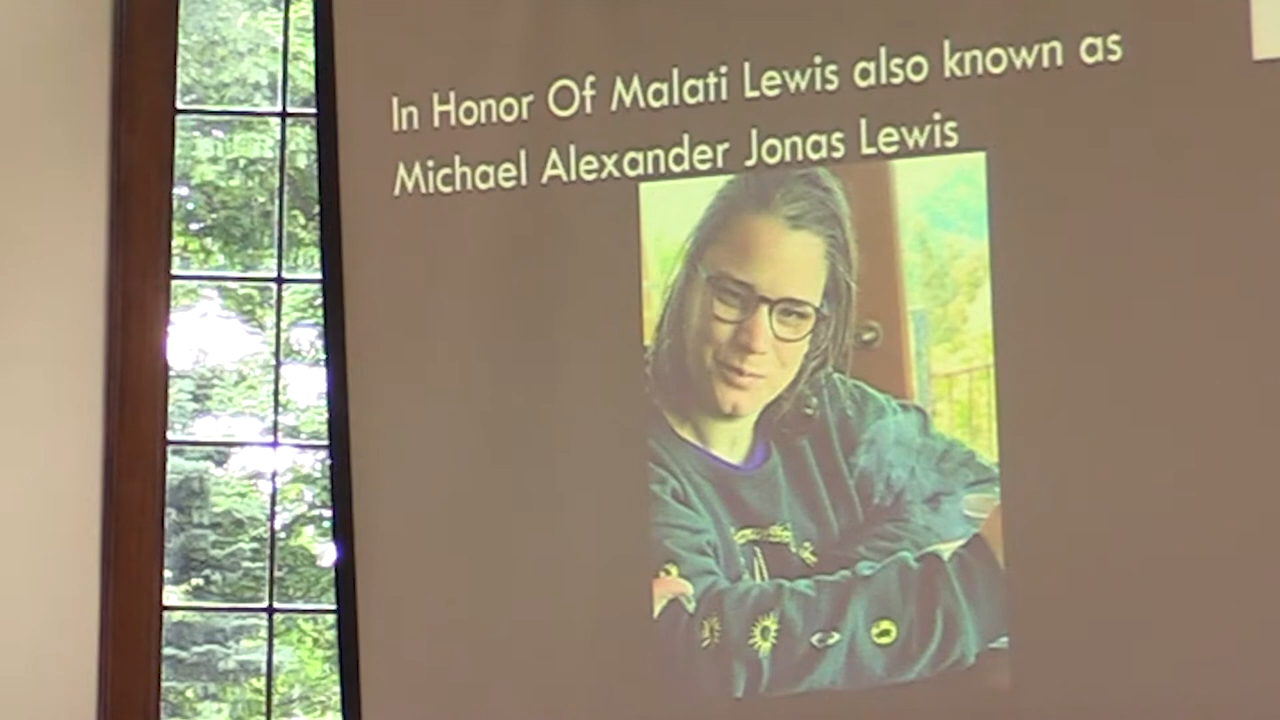 In Honor Of Malati Lewis also known as
Michael Alexander Jonas Lewis